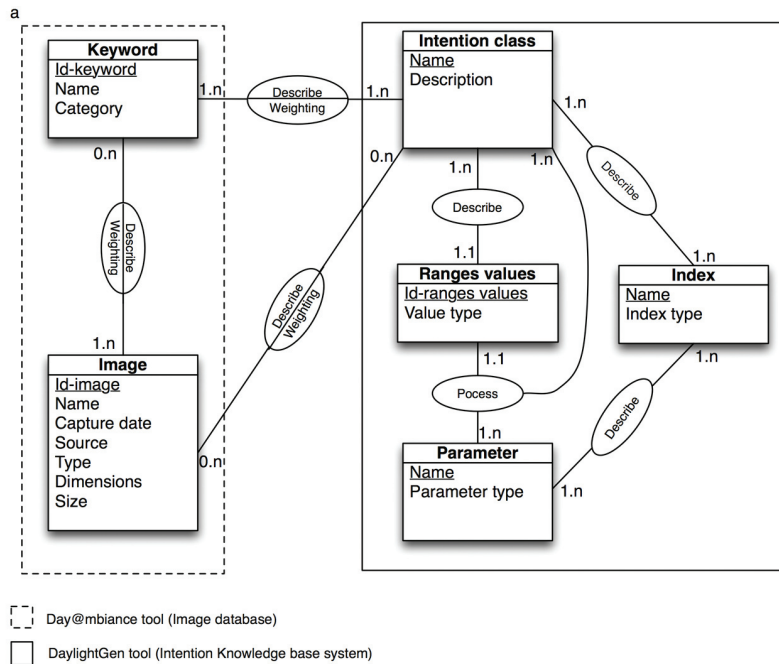 a
Keyword
Id-keyword
Name
Category
1.n
Describe
Weighting
1.n
Intention class
Name
Description
0.n
Describe
Weighting
1.n
Image
Id-image
Name
Capture date
Source
Type
Dimensions
Size
0.n
Describe
Weighting
0.n
1.n
Describe
1.1
Ranges values
Id-ranges values
Value type
1.1
1.n
Pocess
1.n
Parameter
Name
Parameter type
1.n
Describe
1.n
Index
Name
Index type
1.n
Describe
1.n
Day@mbiance tool (Image database)
DaylightGen tool (Intention Knowledge base system)